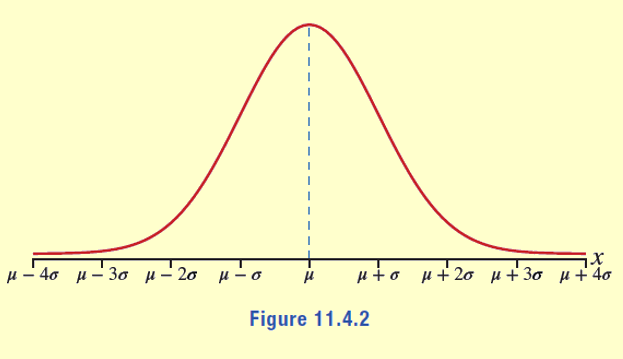 x
μ − 4σ μ − 3σ μ − 2σ μ − σ μ μ + σ μ + 2σ μ + 3σ μ + 4σ
Figure 11.4.2